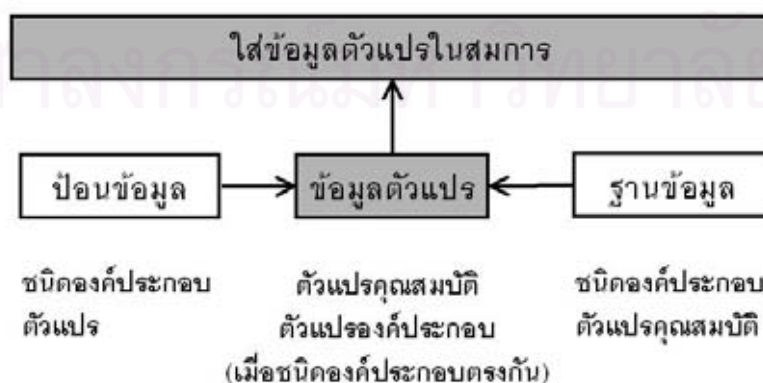 ใส่ข้อมูลตัวแปรในสมการ
ป้อนข้อมูล
ข้อมูลตัวแปร
ฐานข้อมูล
ชนิดองค์ประกอบ
ตัวแปร
ตัวแปรคุณสมบัติ
ตัวแปรองค์ประกอบ
(เมื่อชนิดองค์ประกอบตรงกัน)
ชนิดองค์ประกอบ
ตัวแปรคุณสมบัติ